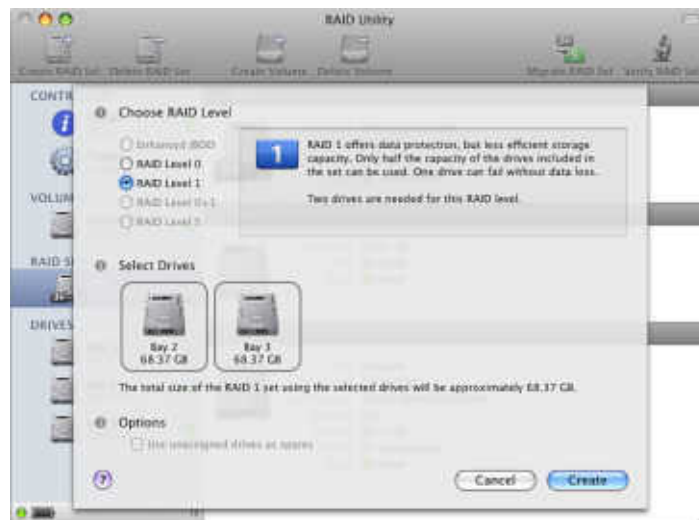 RAID Utility
Create RAID Set Delete RAID Set Create Volume Delete Volume Migrate RAID Set Verify RAID Set
CONTR
Choose RAID Level
Enhanced JBOD
RAID Level 0
RAID Level 1
RAID Level 0+1
RAID Level 5
1
RAID 1 offers data protection, but less efficient storage
capacity. Only half the capacity of the drives included in
the set can be used. One drive can fail without data loss.
Two drives are needed for this RAID level.
VOLUM
RAID S
Select Drives
Bay 2
68.37 GB
Bay 3
68.37 GB
DRIVES
The total size of the RAID 1 set using the selected drives will be approximately 68.37 GB.
Options
Use unassigned drives as spares
?
Cancel
Create